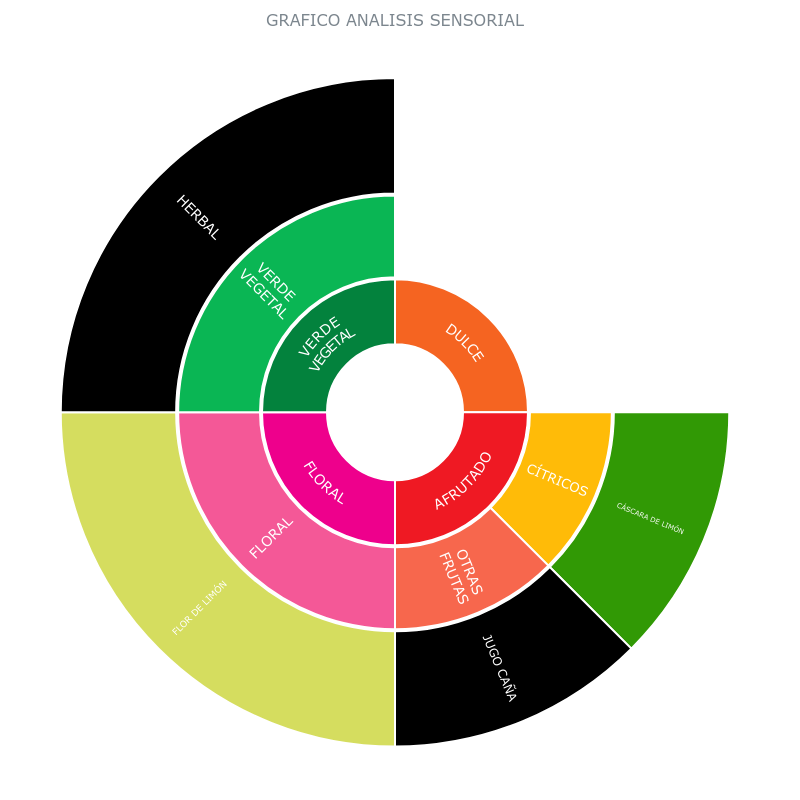 GRAFICO ANALISIS SENSORIAL
HERBAL
VERDE
VEGETAL
VERDE
VEGETAL
DULCE
FLORAL
AFRUTADO
CÍTRICOS
CÁSCARA DE LIMÓN
FLORAL
OTRAS
FRUTAS
FLOR DE LIMÓN
JUGO CAÑA